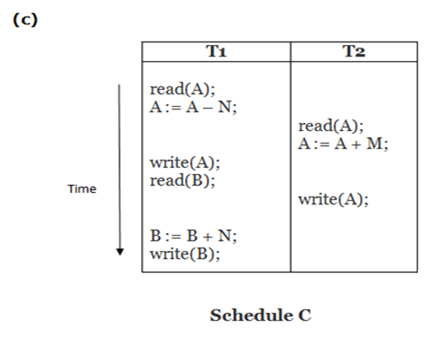 (c)
T1 T2
read(A);
A:= A – N;
read(A);
A:= A + M;
write(A);
read(B);
Time
write(A);
B:= B + N;
write(B);
Schedule C